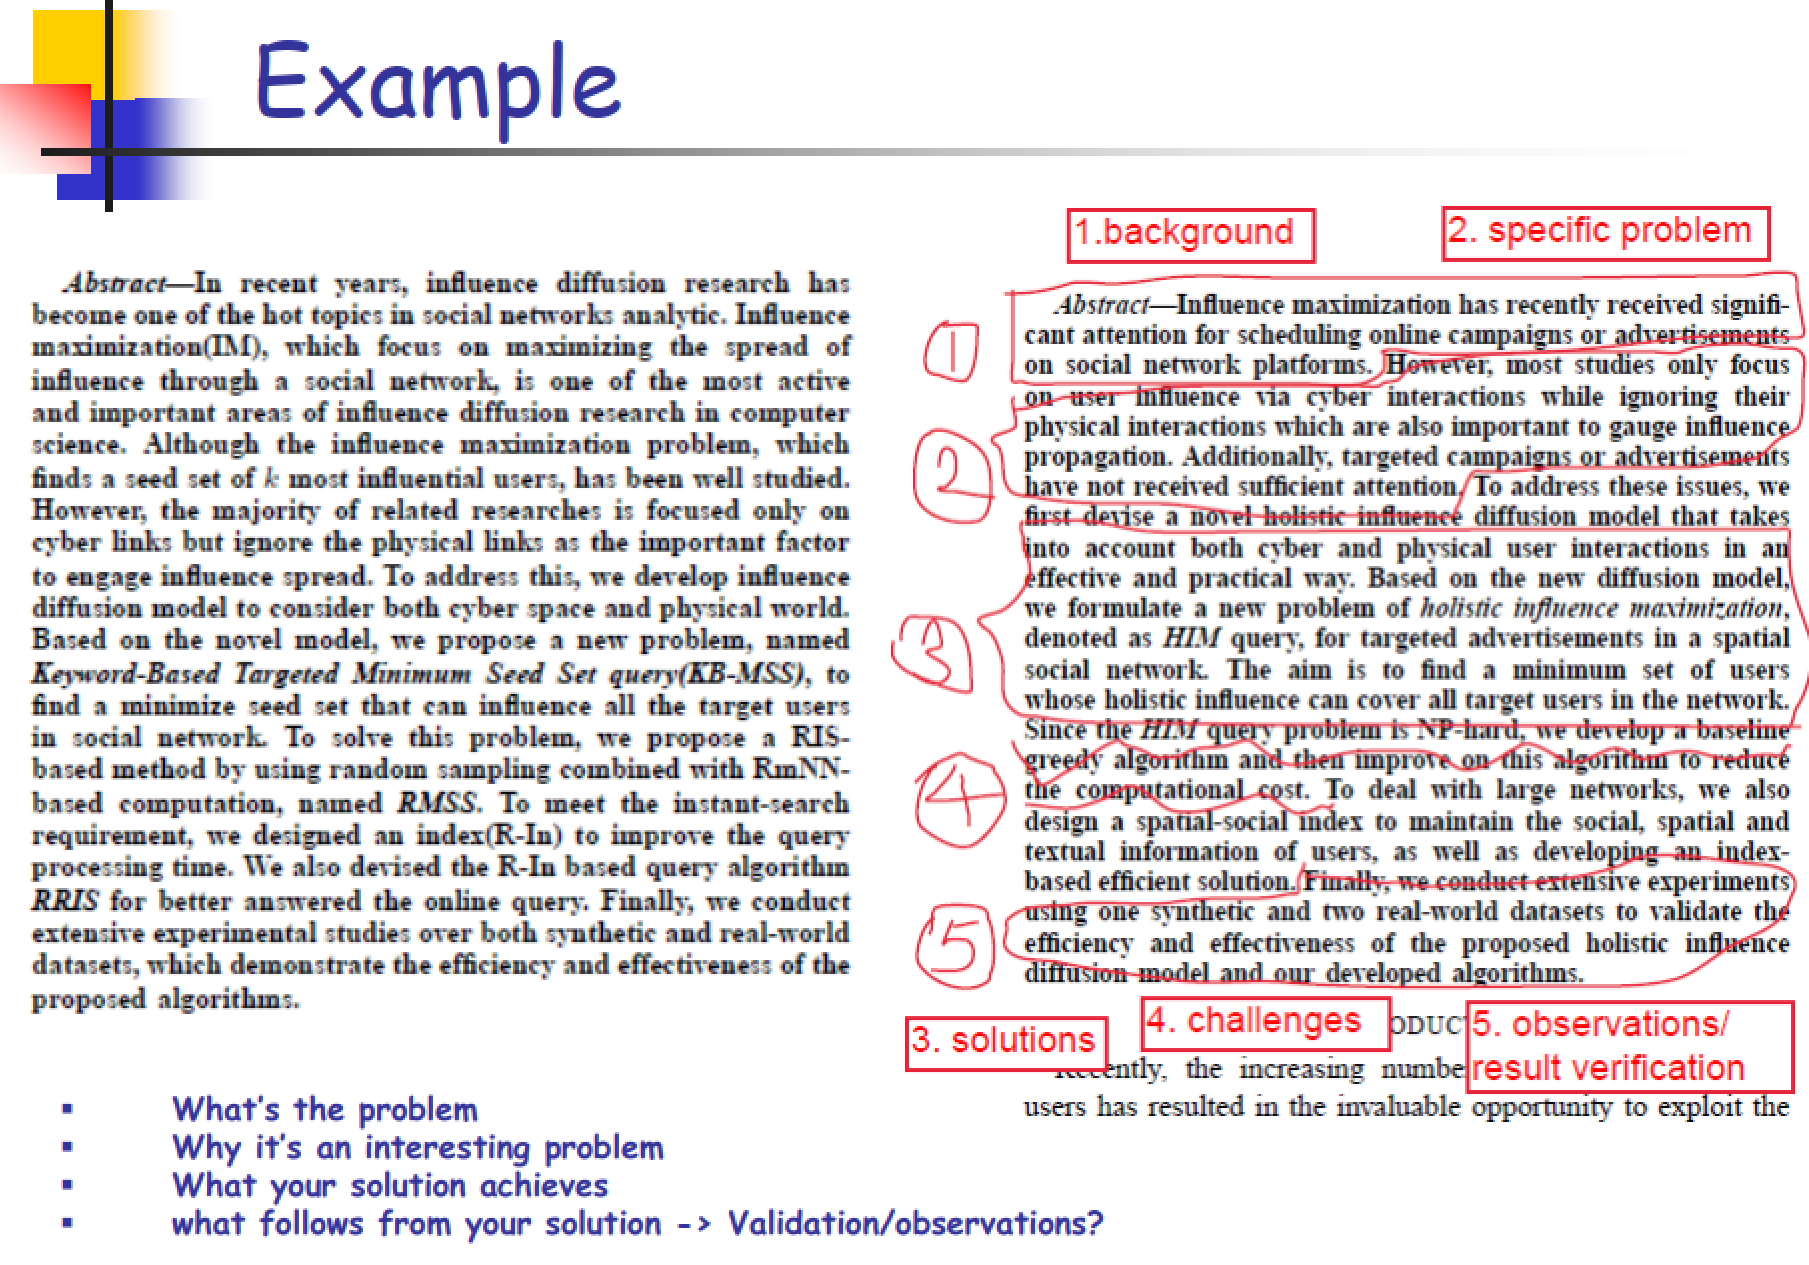 Example
Abstract—In recent years, influence diffusion research has
become one of the hot topics in social networks analytic. Influence
maximization(IM), which focus on maximizing the spread of
influence through a social network, is one of the most active
and important areas of influence diffusion research in computer
science. Although the influence maximization problem, which
finds a seed set of k most influential users, has been well studied.
However, the majority of related researches is focused only on
cyber links but ignore the physical links as the important factor
to engage influence spread. To address this, we develop influence
diffusion model to consider both cyber space and physical world.
Based on the novel model, we propose a new problem, named
Keyword-Based Targeted Minimum Seed Set query(KB-MSS), to
find a minimize seed set that can influence all the target users
in social network. To solve this problem, we propose a RIS-
based method by using random sampling combined with RmNN-
based computation, named RMSS. To meet the instant-search
requirement, we designed an index(R-In) to improve the query
processing time. We also devised the R-In based query algorithm
RRIS for better answered the online query. Finally, we conduct
extensive experimental studies over both synthetic and real-world
datasets, which demonstrate the efficiency and effectiveness of the
proposed algorithms.
1.background
2. specific problem
Abstract—Influence maximization has recently received signifi-
cant attention for scheduling online campaigns or advertisements
1
on social network platforms. However, most studies only focus
on user influence via cyber interactions while ignoring their
physical interactions which are also important to gauge influence
propagation. Additionally, targeted campaigns or advertisements
2
have not received sufficient attention. To address these issues, we
first devise a novel holistic influence diffusion model that takes
into account both cyber and physical user interactions in an
effective and practical way. Based on the new diffusion model,
we formulate a new problem of holistic influence maximization,
denoted as HIM query, for targeted advertisements in a spatial
3
social network. The aim is to find a minimum set of users
whose holistic influence can cover all target users in the network.
Since the HIM query problem is NP-hard, we develop a baseline
greedy algorithm and then improve on this algorithm to reduce
the computational cost. To deal with large networks, we also
4
design a spatial-social index to maintain the social, spatial and
textual information of users, as well as developing an index-
based efficient solution. Finally, we conduct extensive experiments
using one synthetic and two real-world datasets to validate the
efficiency and effectiveness of the proposed holistic influence
5
diffusion model and our developed algorithms.
3. solutions
4. challenges
ODUC
5. observations/
result verification
the increasing
users has resulted in the invaluable opportunity to exploit the
▪ What's the problem
▪ Why it's an interesting problem
▪ What your solution achieves
▪ what follows from your solution -> Validation/observations?